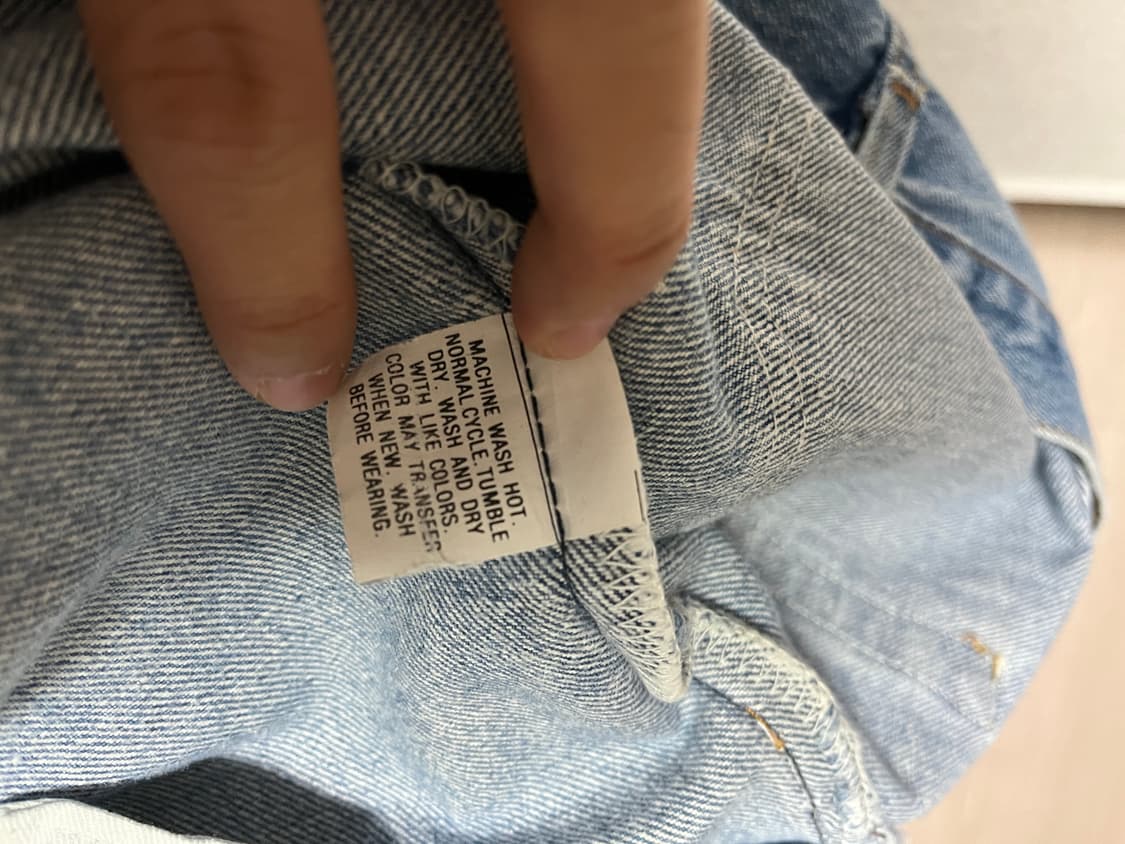 MACHINE WASH HOT.
NORMAL CYCLE. TUMBLE
DRY. WASH AND DRY
WITH LIKE COLORS.
COLOR MAY TRANSFER
WHEN NEW. WASH
BEFORE WEARING.